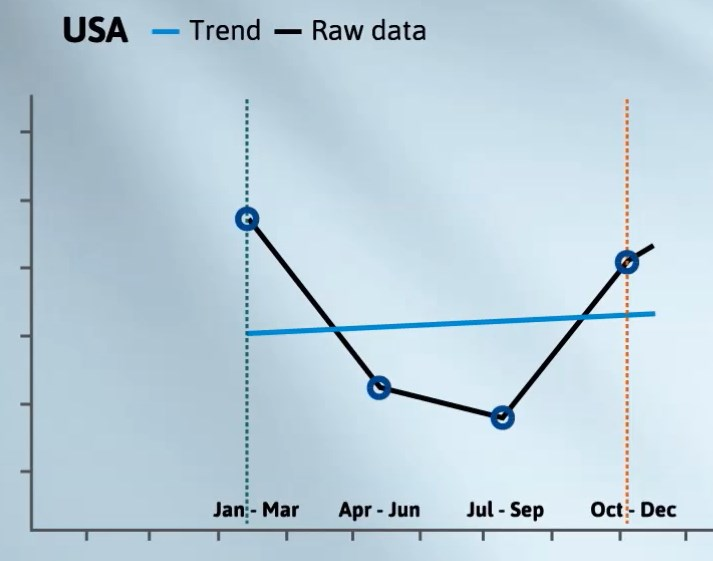 USA Trend Raw data
Jan - Mar Apr - Jun Jul - Sep Oct - Dec